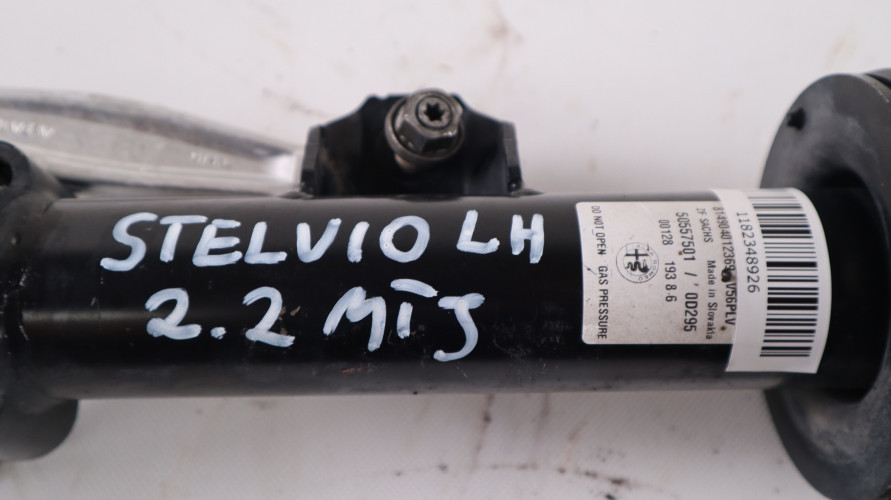 STELVIO LH
2.2 MTJ
1182348926
ZF SACHS Made in Slovakia
50557501 / 0D295
00128 193 8-6
DO NOT OPEN GAS PRESSURE